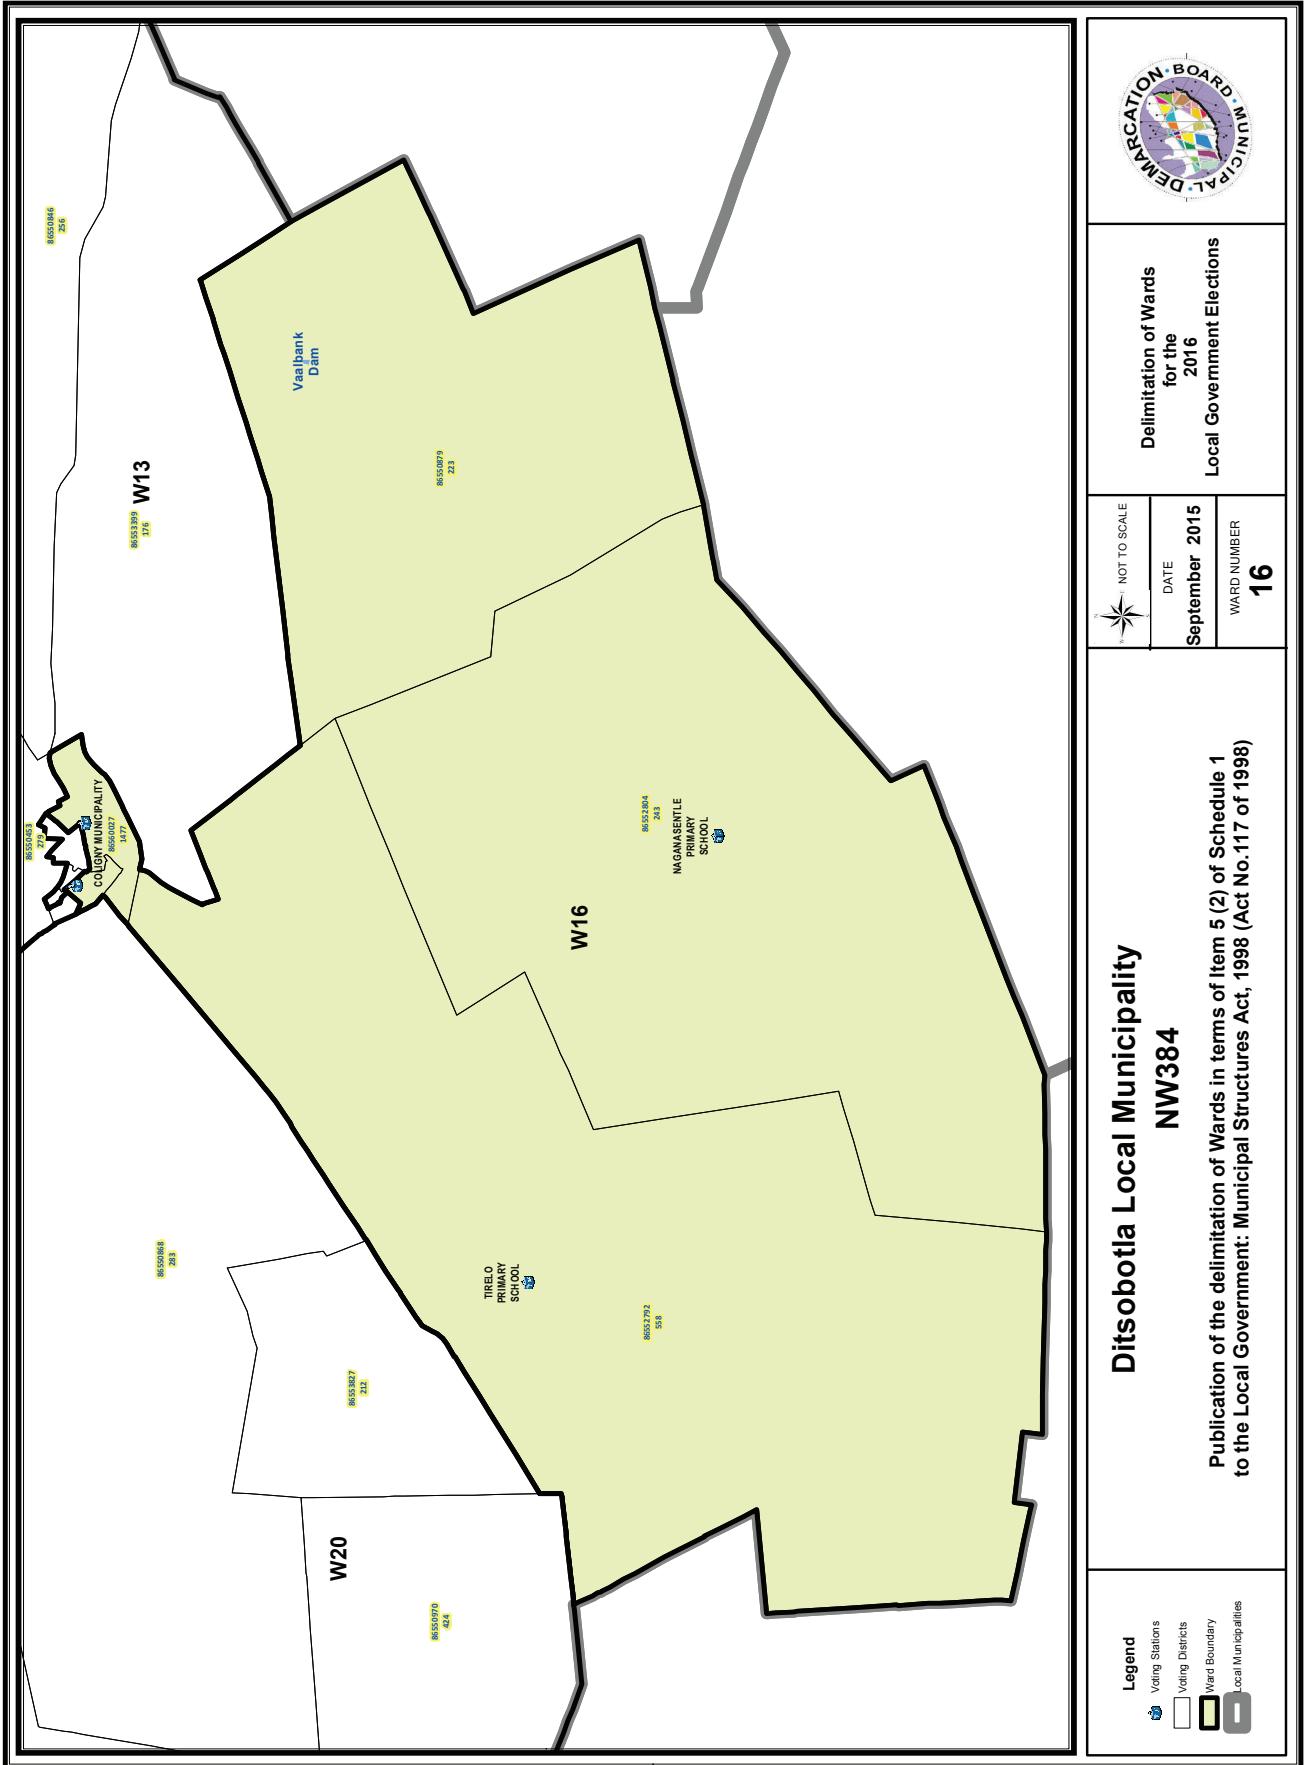 86550846
256
86553399
176
W13
Vaalbank
Dam
86550879
223
86550453
279
COLIGNY MUNICIPALITY
86560027
1477
86552804
243
NAGANASENTLE
PRIMARY
SCHOOL
W16
86550868
283
TIRELO
PRIMARY
SCHOOL
86552792
558
86553827
212
W20
86550970
424
Legend
Voting Stations
Voting Districts
Ward Boundary
Local Municipalities
Ditsobotla Local Municipality
NW384
Publication of the delimitation of Wards in terms of Item 5 (2) of Schedule 1
to the Local Government: Municipal Structures Act, 1998 (Act No.117 of 1998)
NOT TO SCALE
DATE
September 2015
WARD NUMBER
16
Delimitation of Wards
for the
2016
Local Government Elections
MUNICIPAL DEMARCATION BOARD